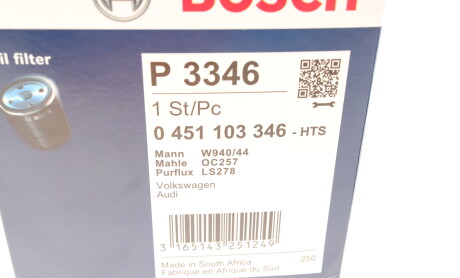 BOSCH
il filter
P 3346
1 St/Pc
0 451 103 346 - HTS
Mann W940/44
Mahle OC257
Purflux LS278
Volkswagen
Audi
3 165143 251249
Made in South Africa 250
Fabriqué en Afrique du Sud